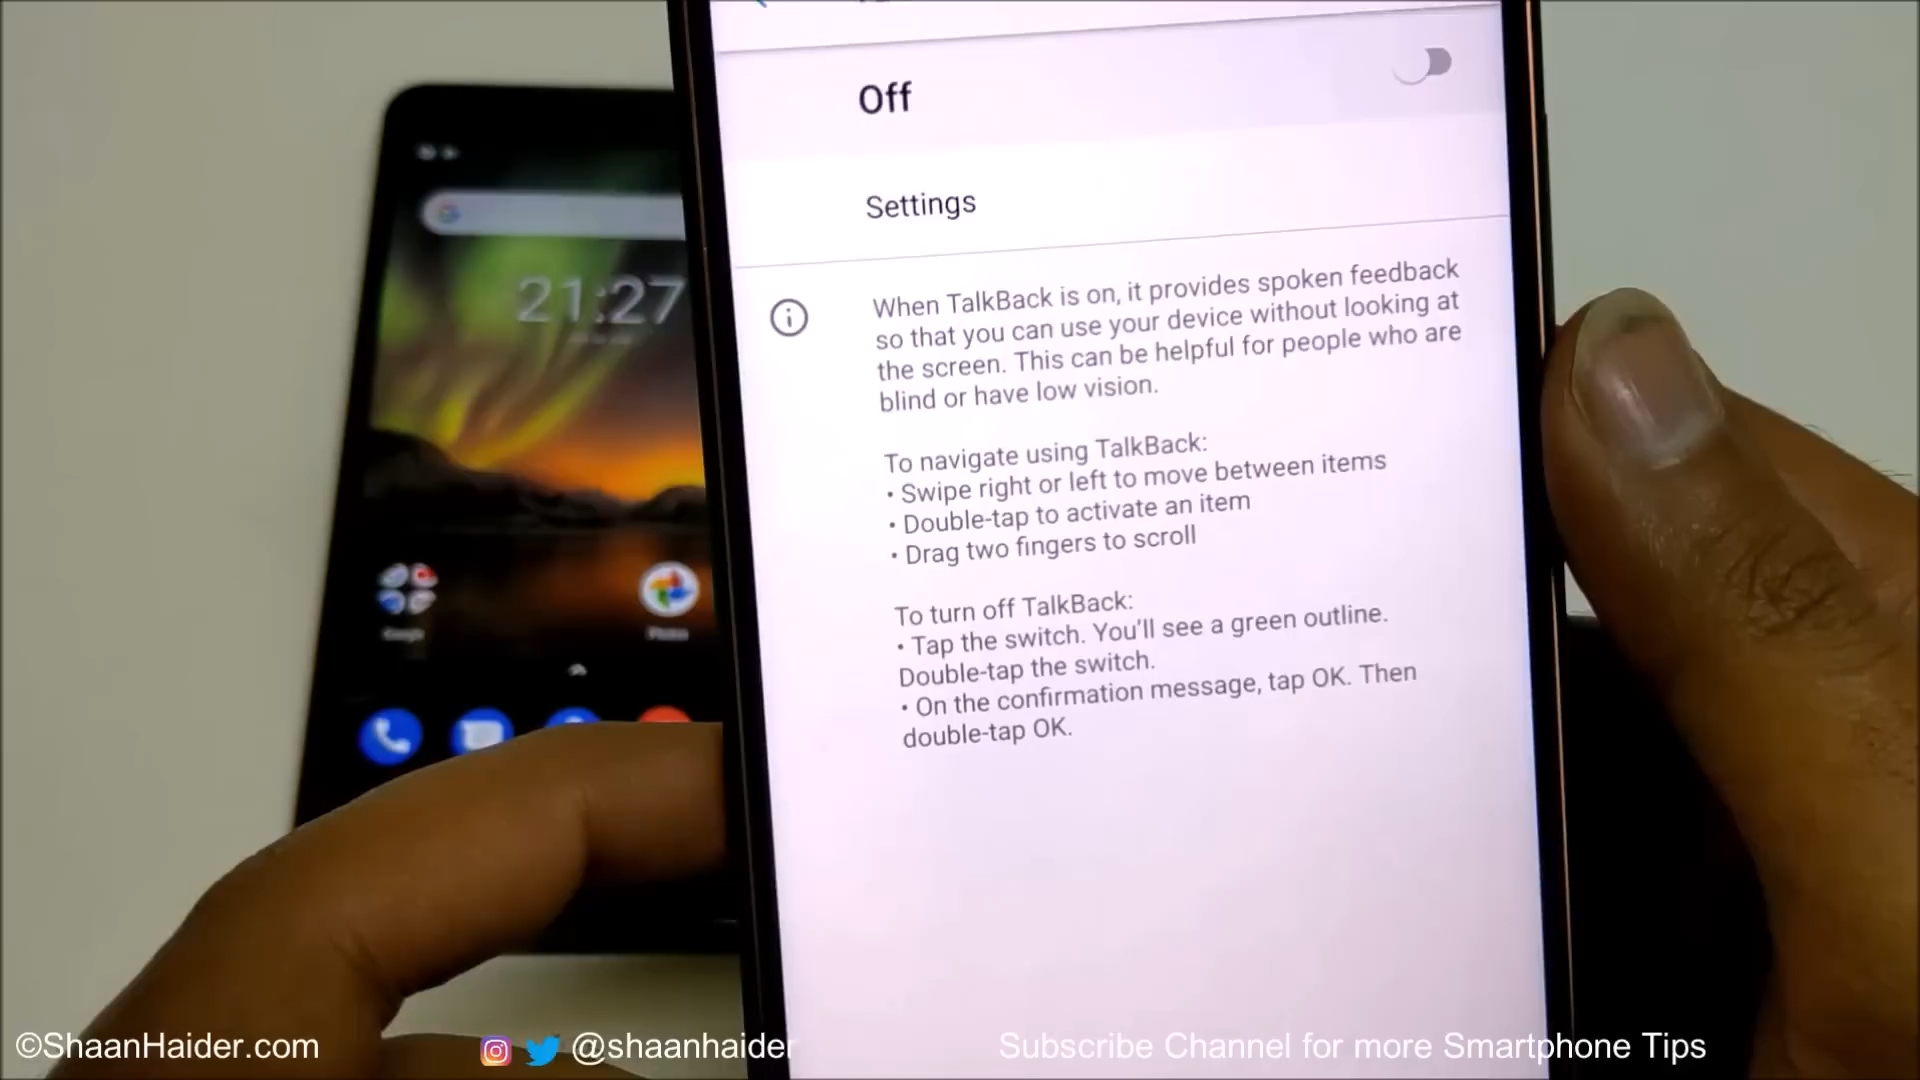 Off
Settings
When TalkBack is on, it provides spoken feedback
so that you can use your device without looking at
the screen. This can be helpful for people who are
blind or have low vision.
To navigate using TalkBack:
• Swipe right or left to move between items
• Double-tap to activate an item
• Drag two fingers to scroll
To turn off TalkBack:
• Tap the switch. You'll see a green outline.
Double-tap the switch.
• On the confirmation message, tap OK. Then
double-tap OK.
21:27
Google
Photos
©ShaanHaider.com
@shaanhaider
Subscribe Channel for more Smartphone Tips